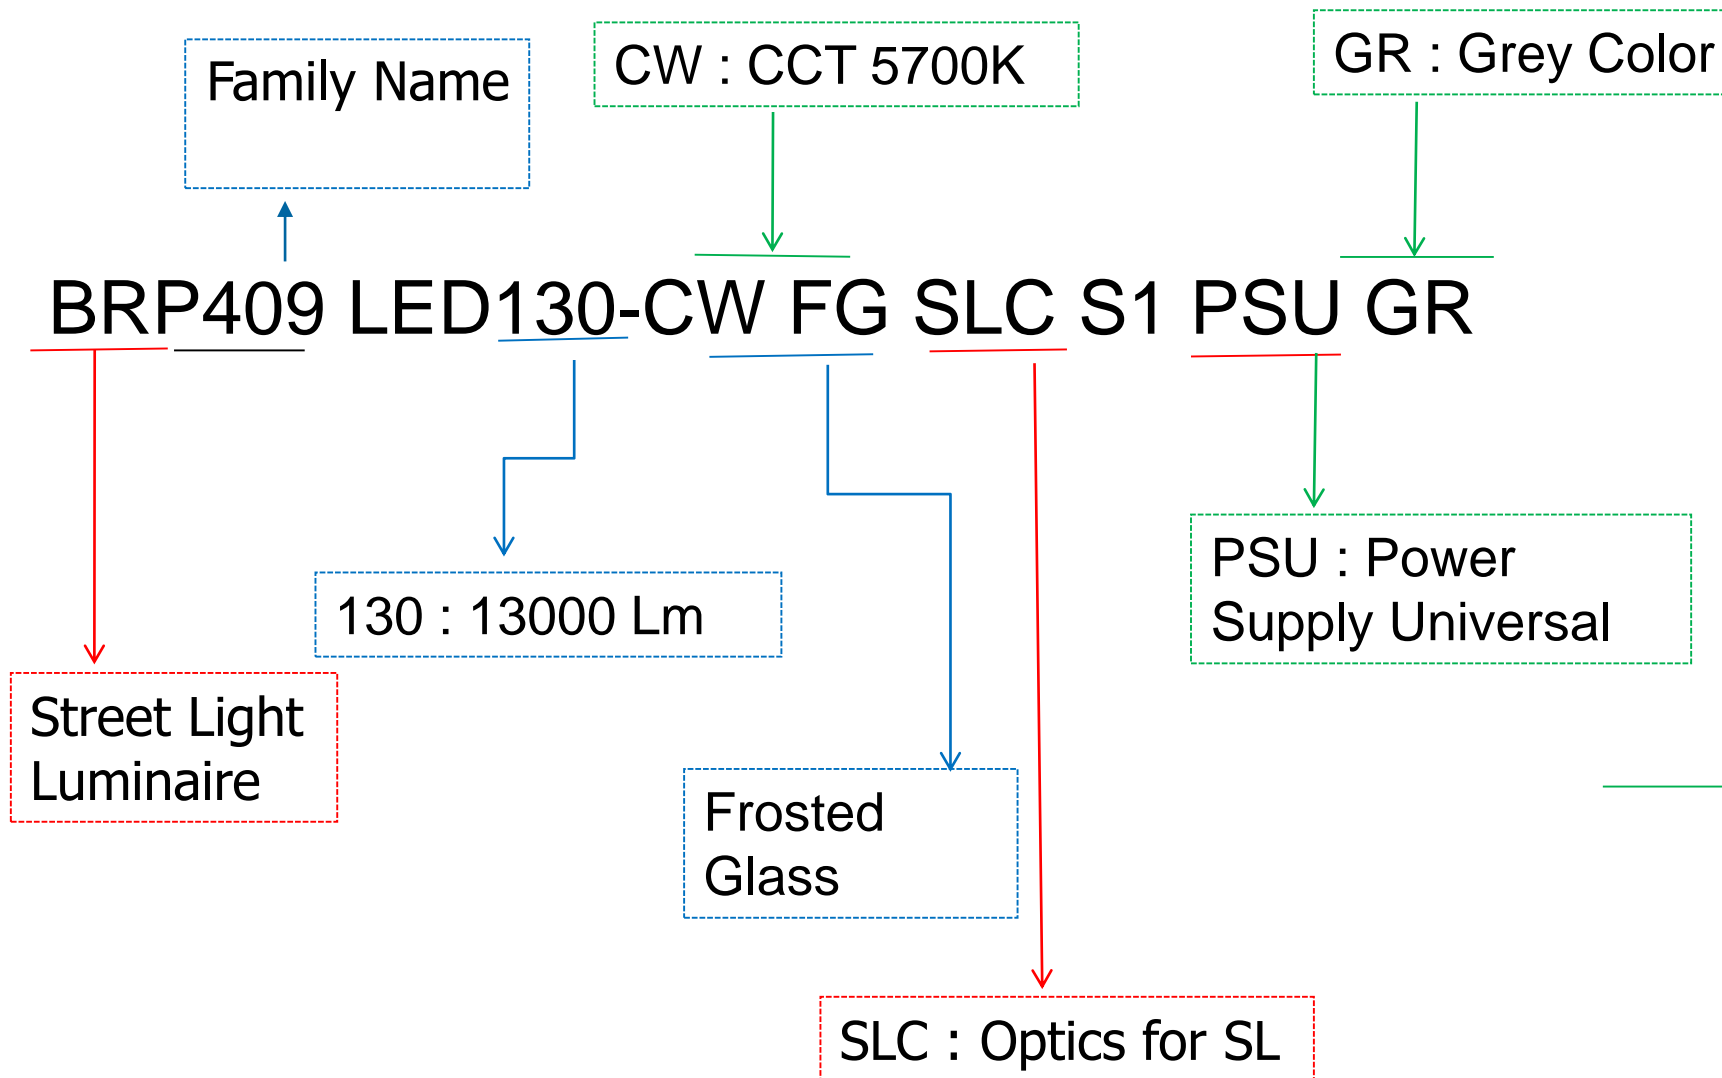 Family Name
CW : CCT 5700K
GR : Grey Color
BRP409 LED130-CW FG SLC S1 PSU GR
130 : 13000 Lm
PSU : Power
Supply Universal
Street Light
Luminaire
Frosted
Glass
SLC : Optics for SL